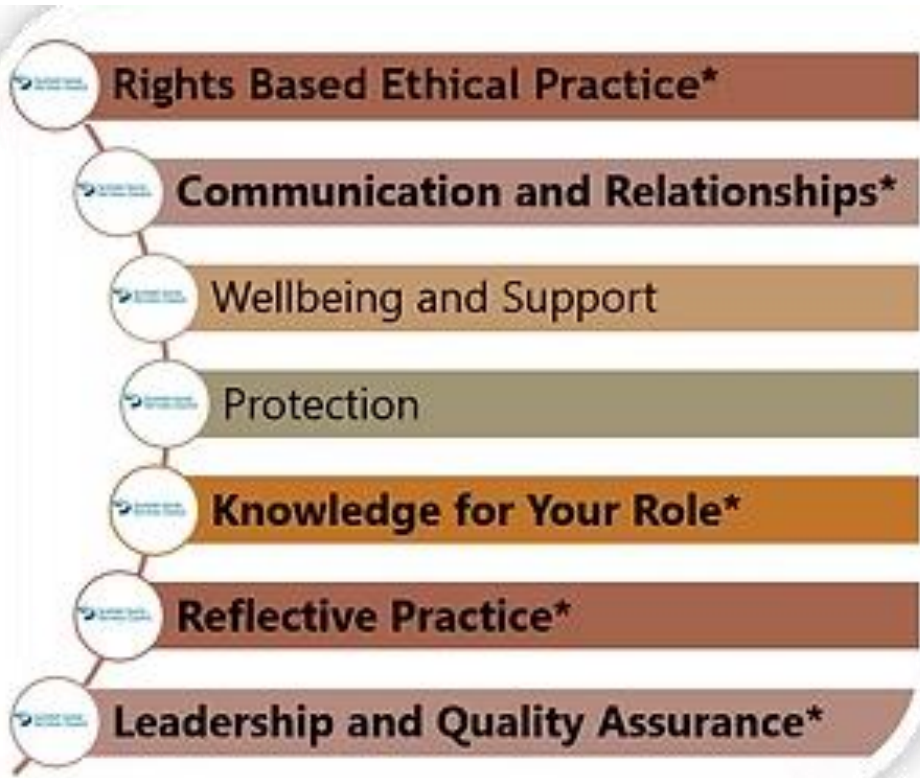 Rights Based Ethical Practice*
Communication and Relationships*
Wellbeing and Support
Protection
Knowledge for Your Role*
Reflective Practice*
Leadership and Quality Assurance*